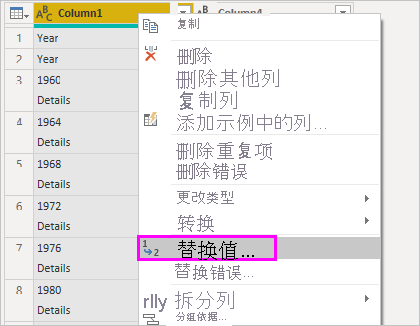 ABC Column1
Column4
1 Year
2 Year
3 1960
Details
4 1964
Details
5 1968
Details
6 1972
Details
7 1976
Details
8 1980
Details
复制
删除
删除其他列
复制列
添加示例中的列...
删除重复项
删除错误
更改类型
转换
1 2 替换值...
替换错误...
rlly 拆分列
分组依据...